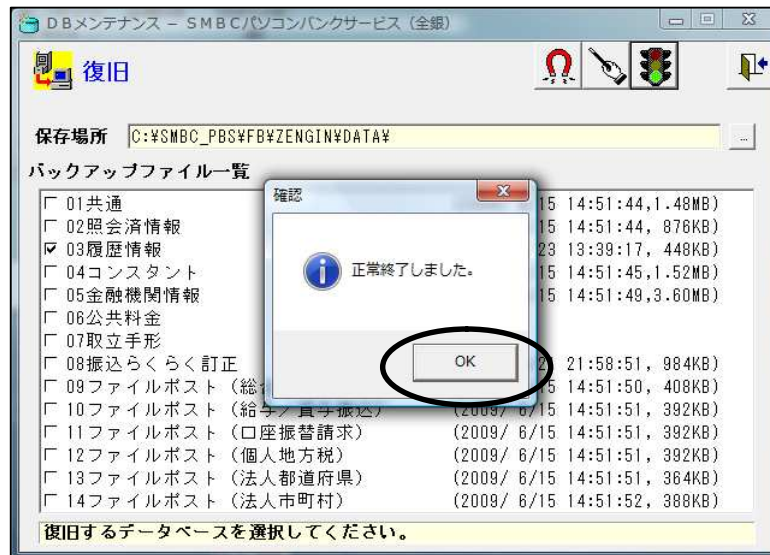 DBメンテナンス － SMBCパソコンバンクサービス（全銀）
復旧
保存場所 C:¥SMBC_PBS¥FB¥ZENGIN¥DATA¥ ...
バックアップファイル一覧
確認
01共通 15 14:51:44,1.48MB)
02照会済情報 15 14:51:44, 876KB)
03履歴情報 23 13:39:17, 448KB)
正常終了しました。
04コンスタント 15 14:51:45,1.52MB)
05金融機関情報 15 14:51:49,3.60MB)
06公共料金
07取立手形
OK
08振込らくらく訂正 21:58:51, 984KB)
09ファイルポスト（総 15 14:51:50, 408KB)
10ファイルポスト（給与／賞与振込） (2009/ 6/15 14:51:51, 392KB)
11ファイルポスト（口座振替請求） (2009/ 6/15 14:51:51, 392KB)
12ファイルポスト（個人地方税） (2009/ 6/15 14:51:51, 392KB)
13ファイルポスト（法人都道府県） (2009/ 6/15 14:51:51, 364KB)
14ファイルポスト（法人市町村） (2009/ 6/15 14:51:52, 388KB)
復旧するデータベースを選択してください。